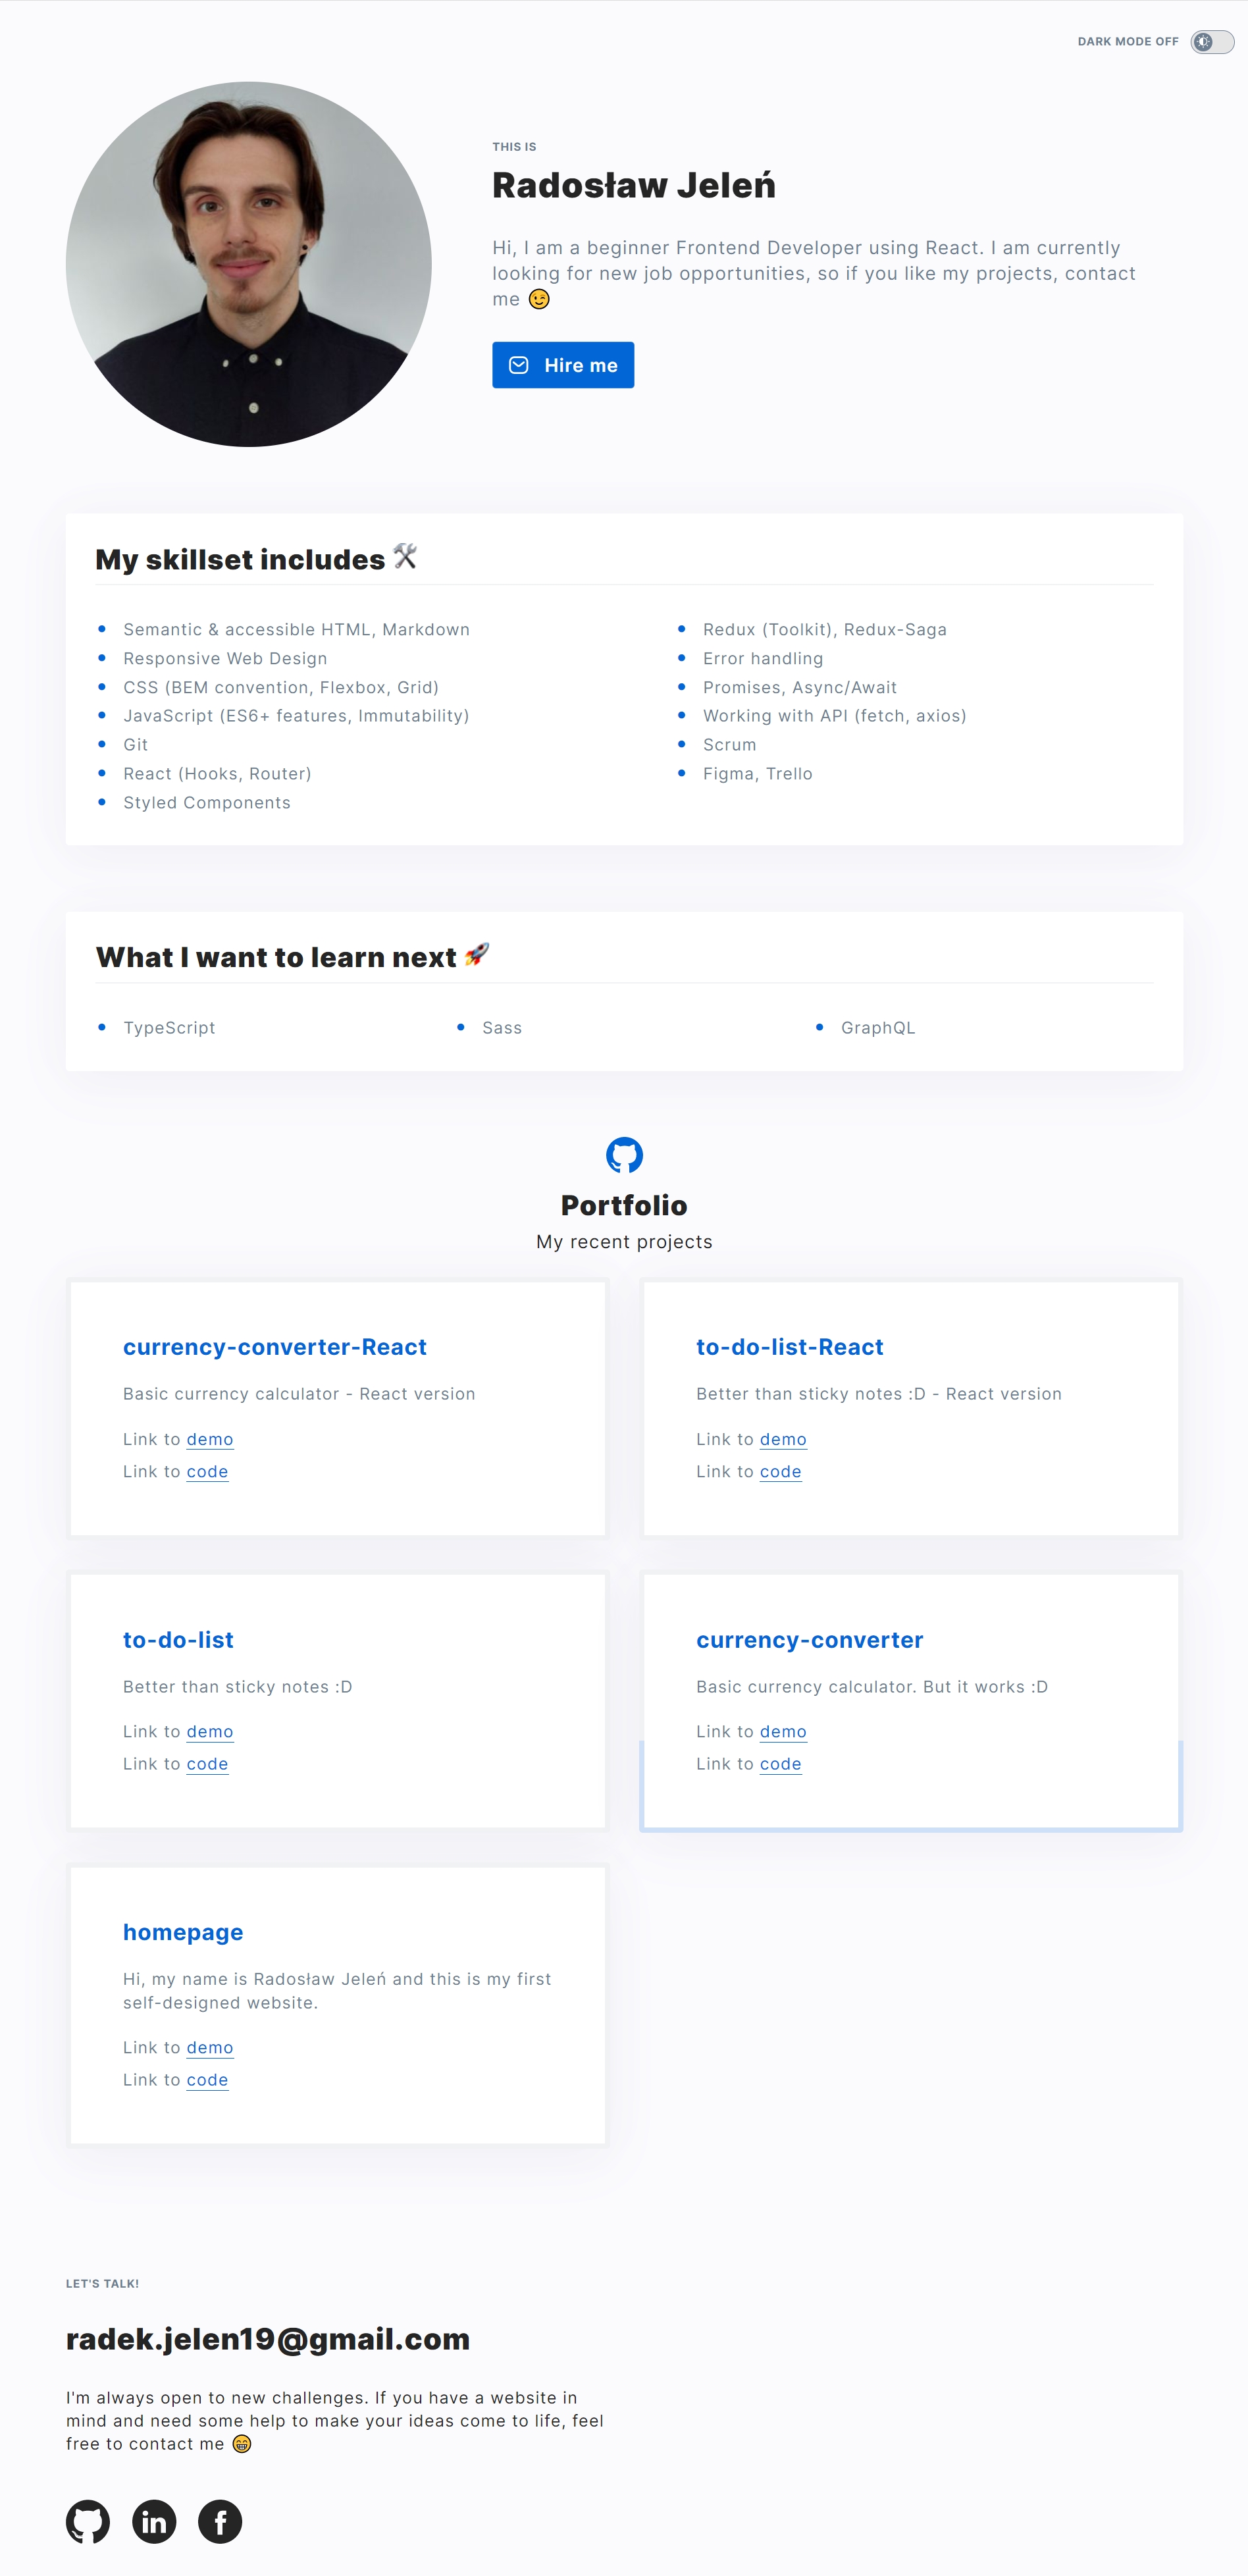 DARK MODE OFF
THIS IS
Radosław Jeleń
Hi, I am a beginner Frontend Developer using React. I am currently
looking for new job opportunities, so if you like my projects, contact
me 😉
Hire me
My skillset includes 🛠️
Semantic & accessible HTML, Markdown
Responsive Web Design
CSS (BEM convention, Flexbox, Grid)
JavaScript (ES6+ features, Immutability)
Git
React (Hooks, Router)
Styled Components
Redux (Toolkit), Redux-Saga
Error handling
Promises, Async/Await
Working with API (fetch, axios)
Scrum
Figma, Trello
What I want to learn next 🚀
TypeScript
Sass
GraphQL
Portfolio
My recent projects
currency-converter-React
Basic currency calculator - React version
Link to demo
Link to code
to-do-list-React
Better than sticky notes :D - React version
Link to demo
Link to code
to-do-list
Better than sticky notes :D
Link to demo
Link to code
currency-converter
Basic currency calculator. But it works :D
Link to demo
Link to code
homepage
Hi, my name is Radosław Jeleń and this is my first
self-designed website.
Link to demo
Link to code
LET'S TALK!
radek.jelen19@gmail.com
I'm always open to new challenges. If you have a website in
mind and need some help to make your ideas come to life, feel
free to contact me 😁
in
f